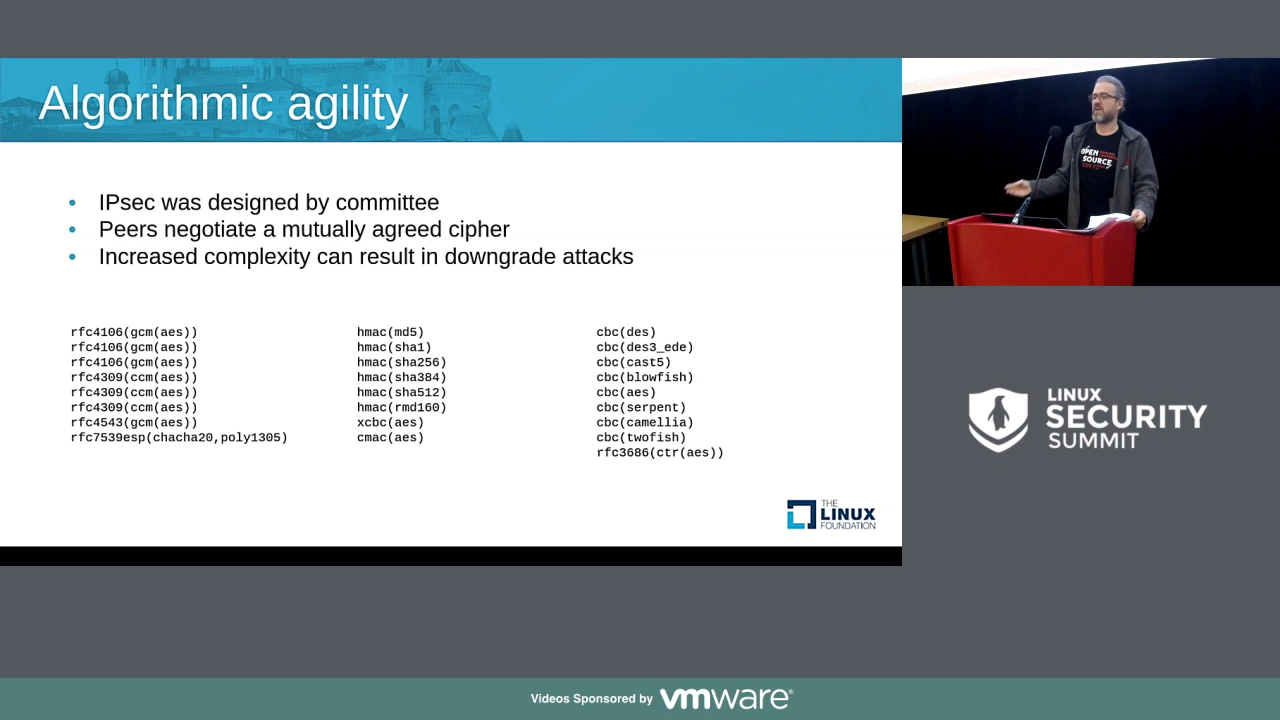 Algorithmic agility
• IPsec was designed by committee
• Peers negotiate a mutually agreed cipher
• Increased complexity can result in downgrade attacks
rfc4106(gcm(aes))
rfc4106(gcm(aes))
rfc4106(gcm(aes))
rfc4309(ccm(aes))
rfc4309(ccm(aes))
rfc4309(ccm(aes))
rfc4543(gcm(aes))
rfc7539esp(chacha20,poly1305)
hmac(md5)
hmac(sha1)
hmac(sha256)
hmac(sha384)
hmac(sha512)
hmac(rmd160)
xcbc(aes)
cmac(aes)
cbc(des)
cbc(des3_ede)
cbc(cast5)
cbc(blowfish)
cbc(aes)
cbc(serpent)
cbc(camellia)
cbc(twofish)
rfc3686(ctr(aes))
THE
LINUX
FOUNDATION
OPEN
SOURCE
LINUX
SECURITY
SUMMIT
Videos Sponsored by vmware®